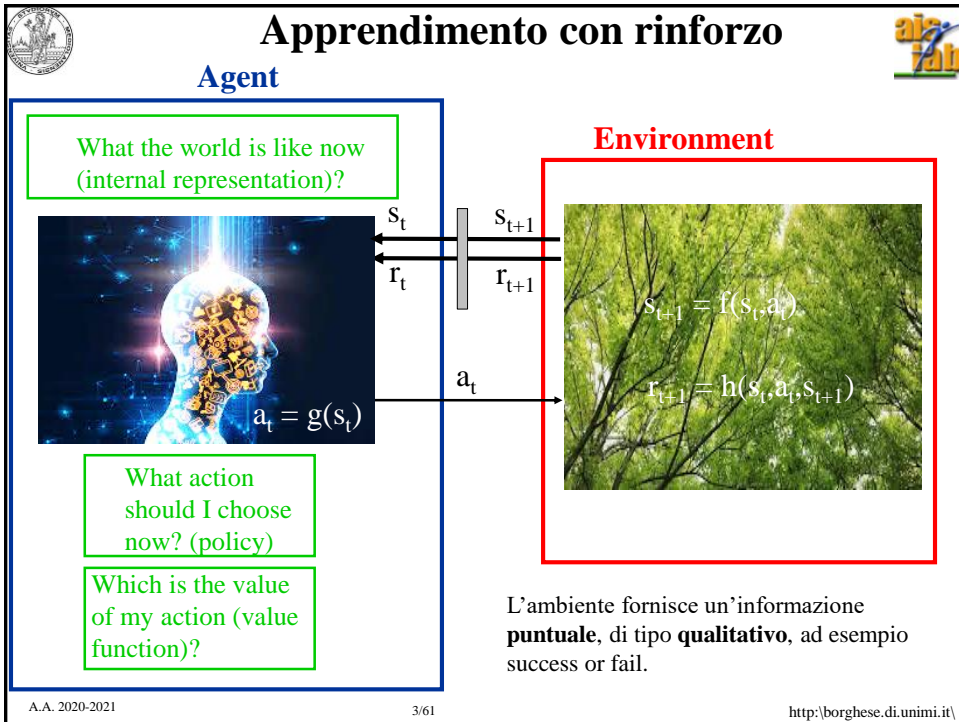 Apprendimento con rinforzo
ais
lab
Agent
What the world is like now
(internal representation)?
Environment
sₜ
sₜ₊₁
rₜ
rₜ₊₁
sₜ₊₁ = f(sₜ,aₜ)
rₜ₊₁ = h(sₜ,aₜ,sₜ₊₁)
aₜ
aₜ = g(sₜ)
What action
should I choose
now? (policy)
Which is the value
of my action (value
function)?
L’ambiente fornisce un’informazione
puntuale, di tipo qualitativo, ad esempio
success or fail.
A.A. 2020-2021
3/61
http:\borghese.di.unimi.it\